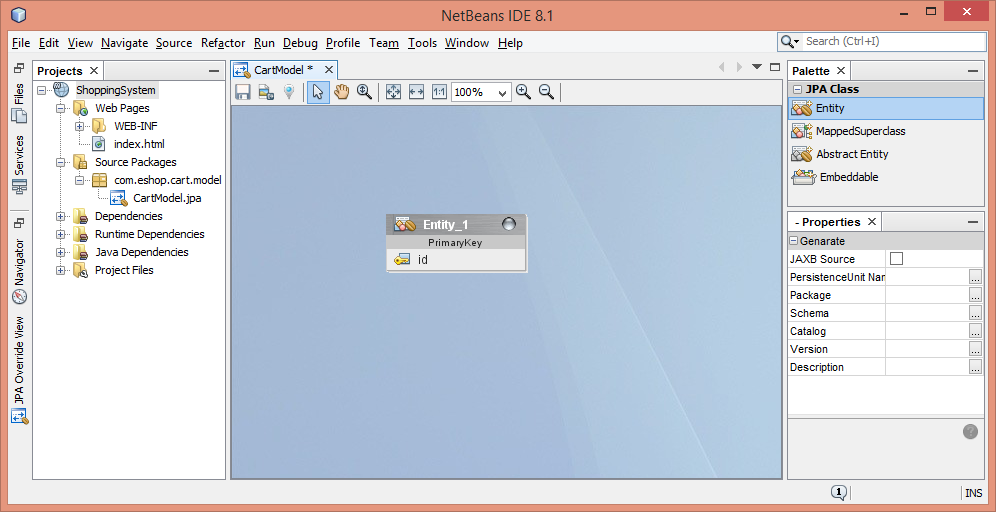 NetBeans IDE 8.1
File Edit View Navigate Source Refactor Run Debug Profile Team Tools Window Help
Search (Ctrl+I)
Files
Services
Navigator
JPA Override View
Projects
ShoppingSystem
Web Pages
WEB-INF
index.html
Source Packages
com.eshop.cart.model
CartModel.jpa
Dependencies
Runtime Dependencies
Java Dependencies
Project Files
CartModel *
1:1
100%
Entity_1
PrimaryKey
id
Palette
JPA Class
Entity
MappedSuperclass
Abstract Entity
Embeddable
- Properties
Genarate
JAXB Source
PersistenceUnit Nar
...
Package
...
Schema
...
Catalog
...
Version
...
Description
...
?
1
INS